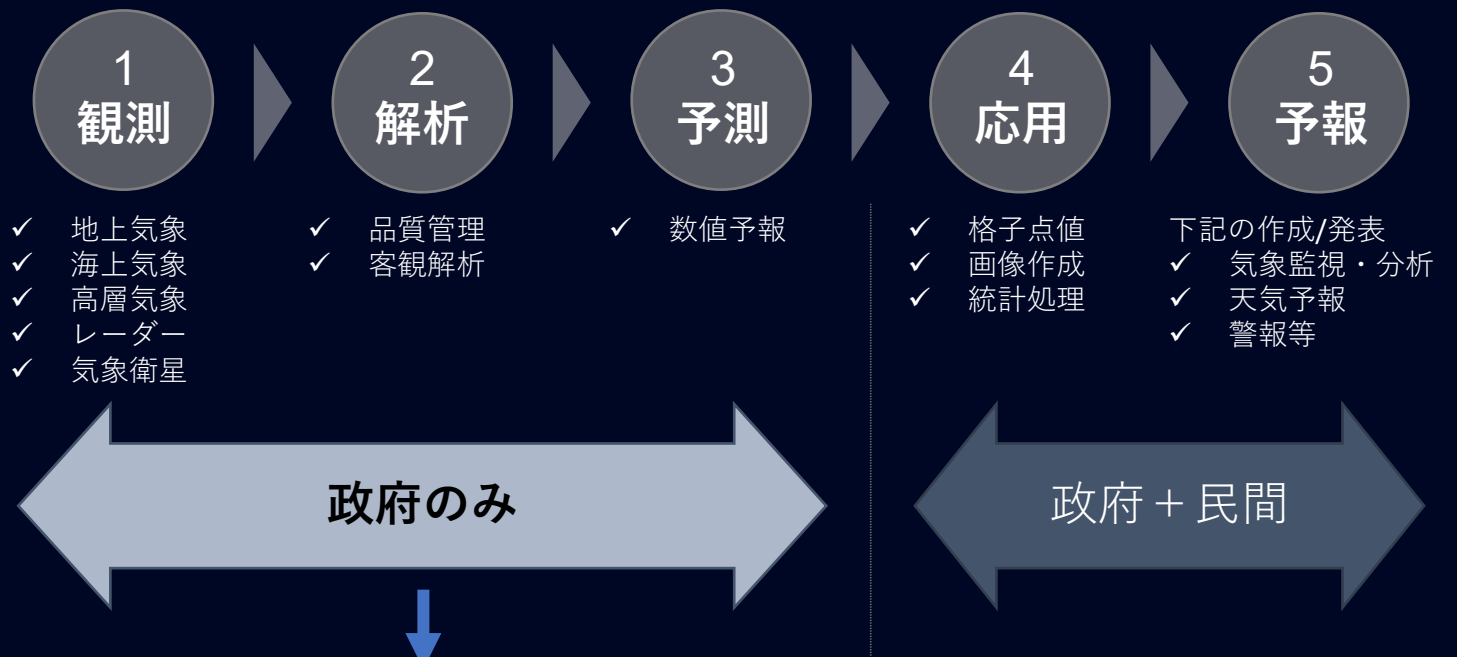 1
観測
2
解析
3
予測
4
応用
5
予報
✓ 地上気象
✓ 海上気象
✓ 高層気象
✓ レーダー
✓ 気象衛星
✓ 品質管理
✓ 客観解析
✓ 数値予報
✓ 格子点値
✓ 画像作成
✓ 統計処理
下記の作成/発表
✓ 気象監視・分析
✓ 天気予報
✓ 警報等
政府のみ
政府＋民間